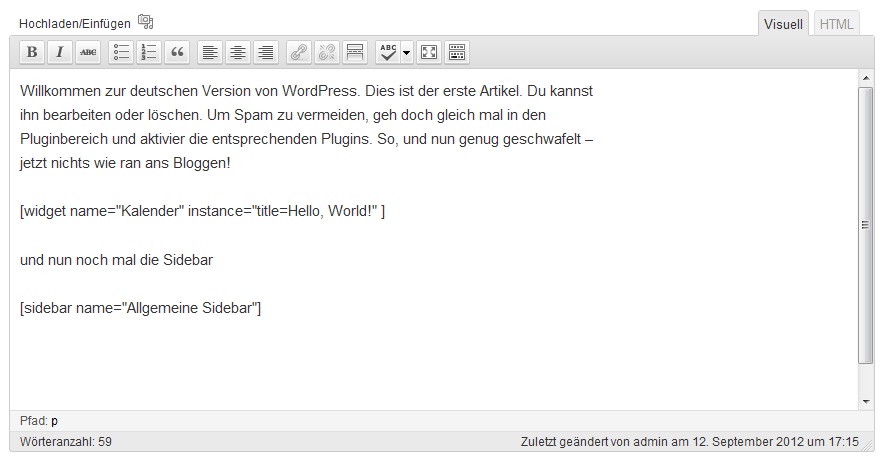 Hochladen/Einfügen
Visuell
HTML
B I ABC ABC
Willkommen zur deutschen Version von WordPress. Dies ist der erste Artikel. Du kannst
ihn bearbeiten oder löschen. Um Spam zu vermeiden, geh doch gleich mal in den
Pluginbereich und aktivier die entsprechenden Plugins. So, und nun genug geschwafelt –
jetzt nichts wie ran ans Bloggen!
[widget name="Kalender" instance="title=Hello, World!" ]
und nun noch mal die Sidebar
[sidebar name="Allgemeine Sidebar"]
Pfad: p
Wörteranzahl: 59
Zuletzt geändert von admin am 12. September 2012 um 17:15